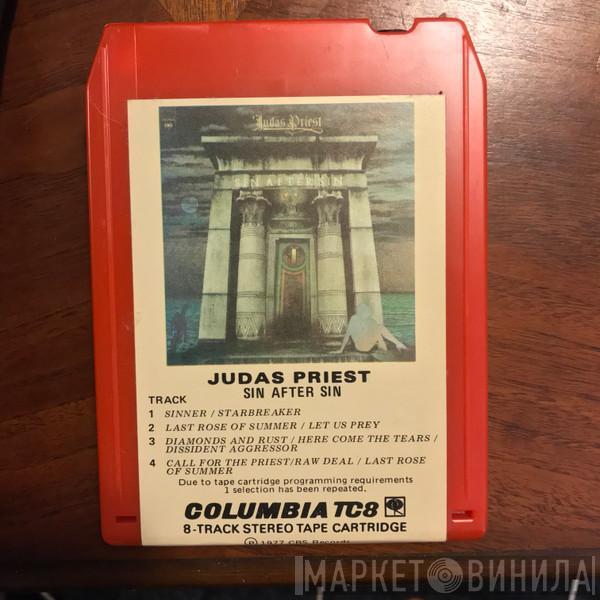 Judas Priest
SIN AFTER SIN
JUDAS PRIEST
SIN AFTER SIN
TRACK
1 SINNER / STARBREAKER
2 LAST ROSE OF SUMMER / LET US PREY
3 DIAMONDS AND RUST / HERE COME THE TEARS /
DISSIDENT AGGRESSOR
4 CALL FOR THE PRIEST/RAW DEAL / LAST ROSE
OF SUMMER
Due to tape cartridge programming requirements
1 selection has been repeated.
COLUMBIA TC8
8-TRACK STEREO TAPE CARTRIDGE
Ⓟ 1977 CBS Records
МАРКЕТ ВИНИЛА